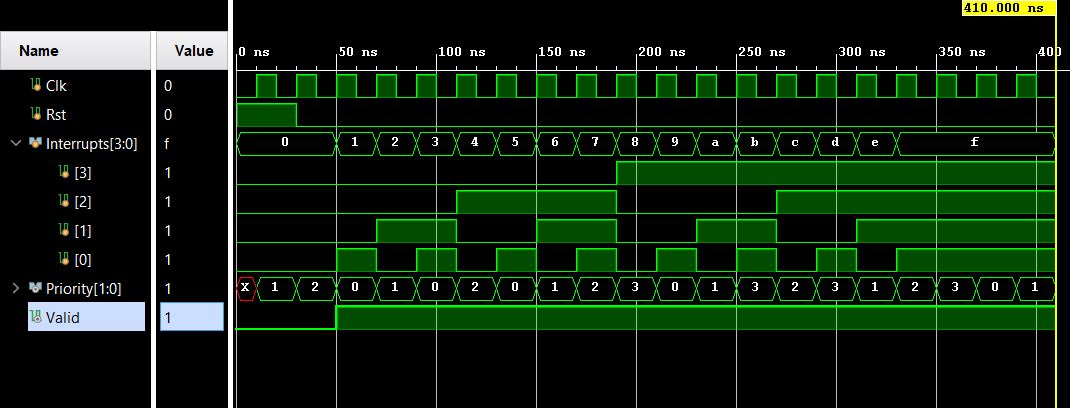 410.000 ns
Name Value 0 ns 50 ns 100 ns 150 ns 200 ns 250 ns 300 ns 350 ns 400
Clk 0
Rst 0
Interrupts[3:0] f 0 1 2 3 4 5 6 7 8 9 a b c d e f
[3] 1
[2] 1
[1] 1
[0] 1
Priority[1:0] 1 X 1 2 0 1 0 2 0 1 2 3 0 1 3 2 3 1 2 3 0 1
Valid 1